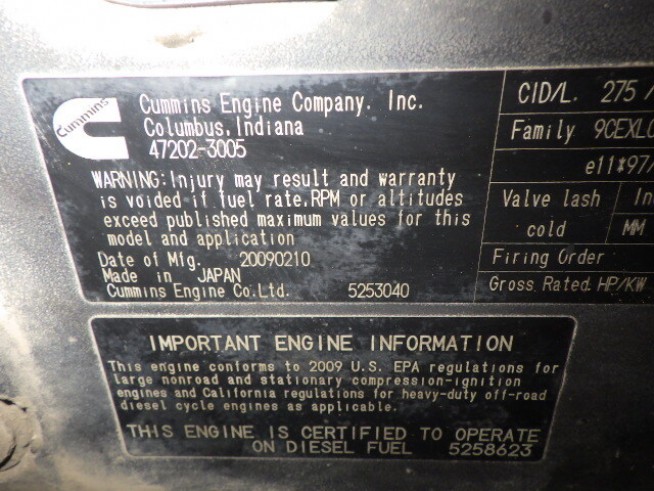 Cummins
Cummins Engine Company. Inc.
Columbus, Indiana
47202-3005
WARNING: Injury may result and warranty
is voided if fuel rate, RPM or altitudes
exceed published maximum values for this
model and application
Date of Mfg. 20090210
Made in JAPAN
Cummins Engine Co.Ltd. 5253040
CID/L. 275 /
Family 9CEXL
e11*97/
Valve lash In
cold MM
Firing Order
Gross Rated HP/KW
IMPORTANT ENGINE INFORMATION
This engine conforms to 2009 U.S. EPA regulations for
large nonroad and stationary compression-ignition
engines and California regulations for heavy-duty off-road
diesel cycle engines as applicable.
THIS ENGINE IS CERTIFIED TO OPERATE
ON DIESEL FUEL 5258623